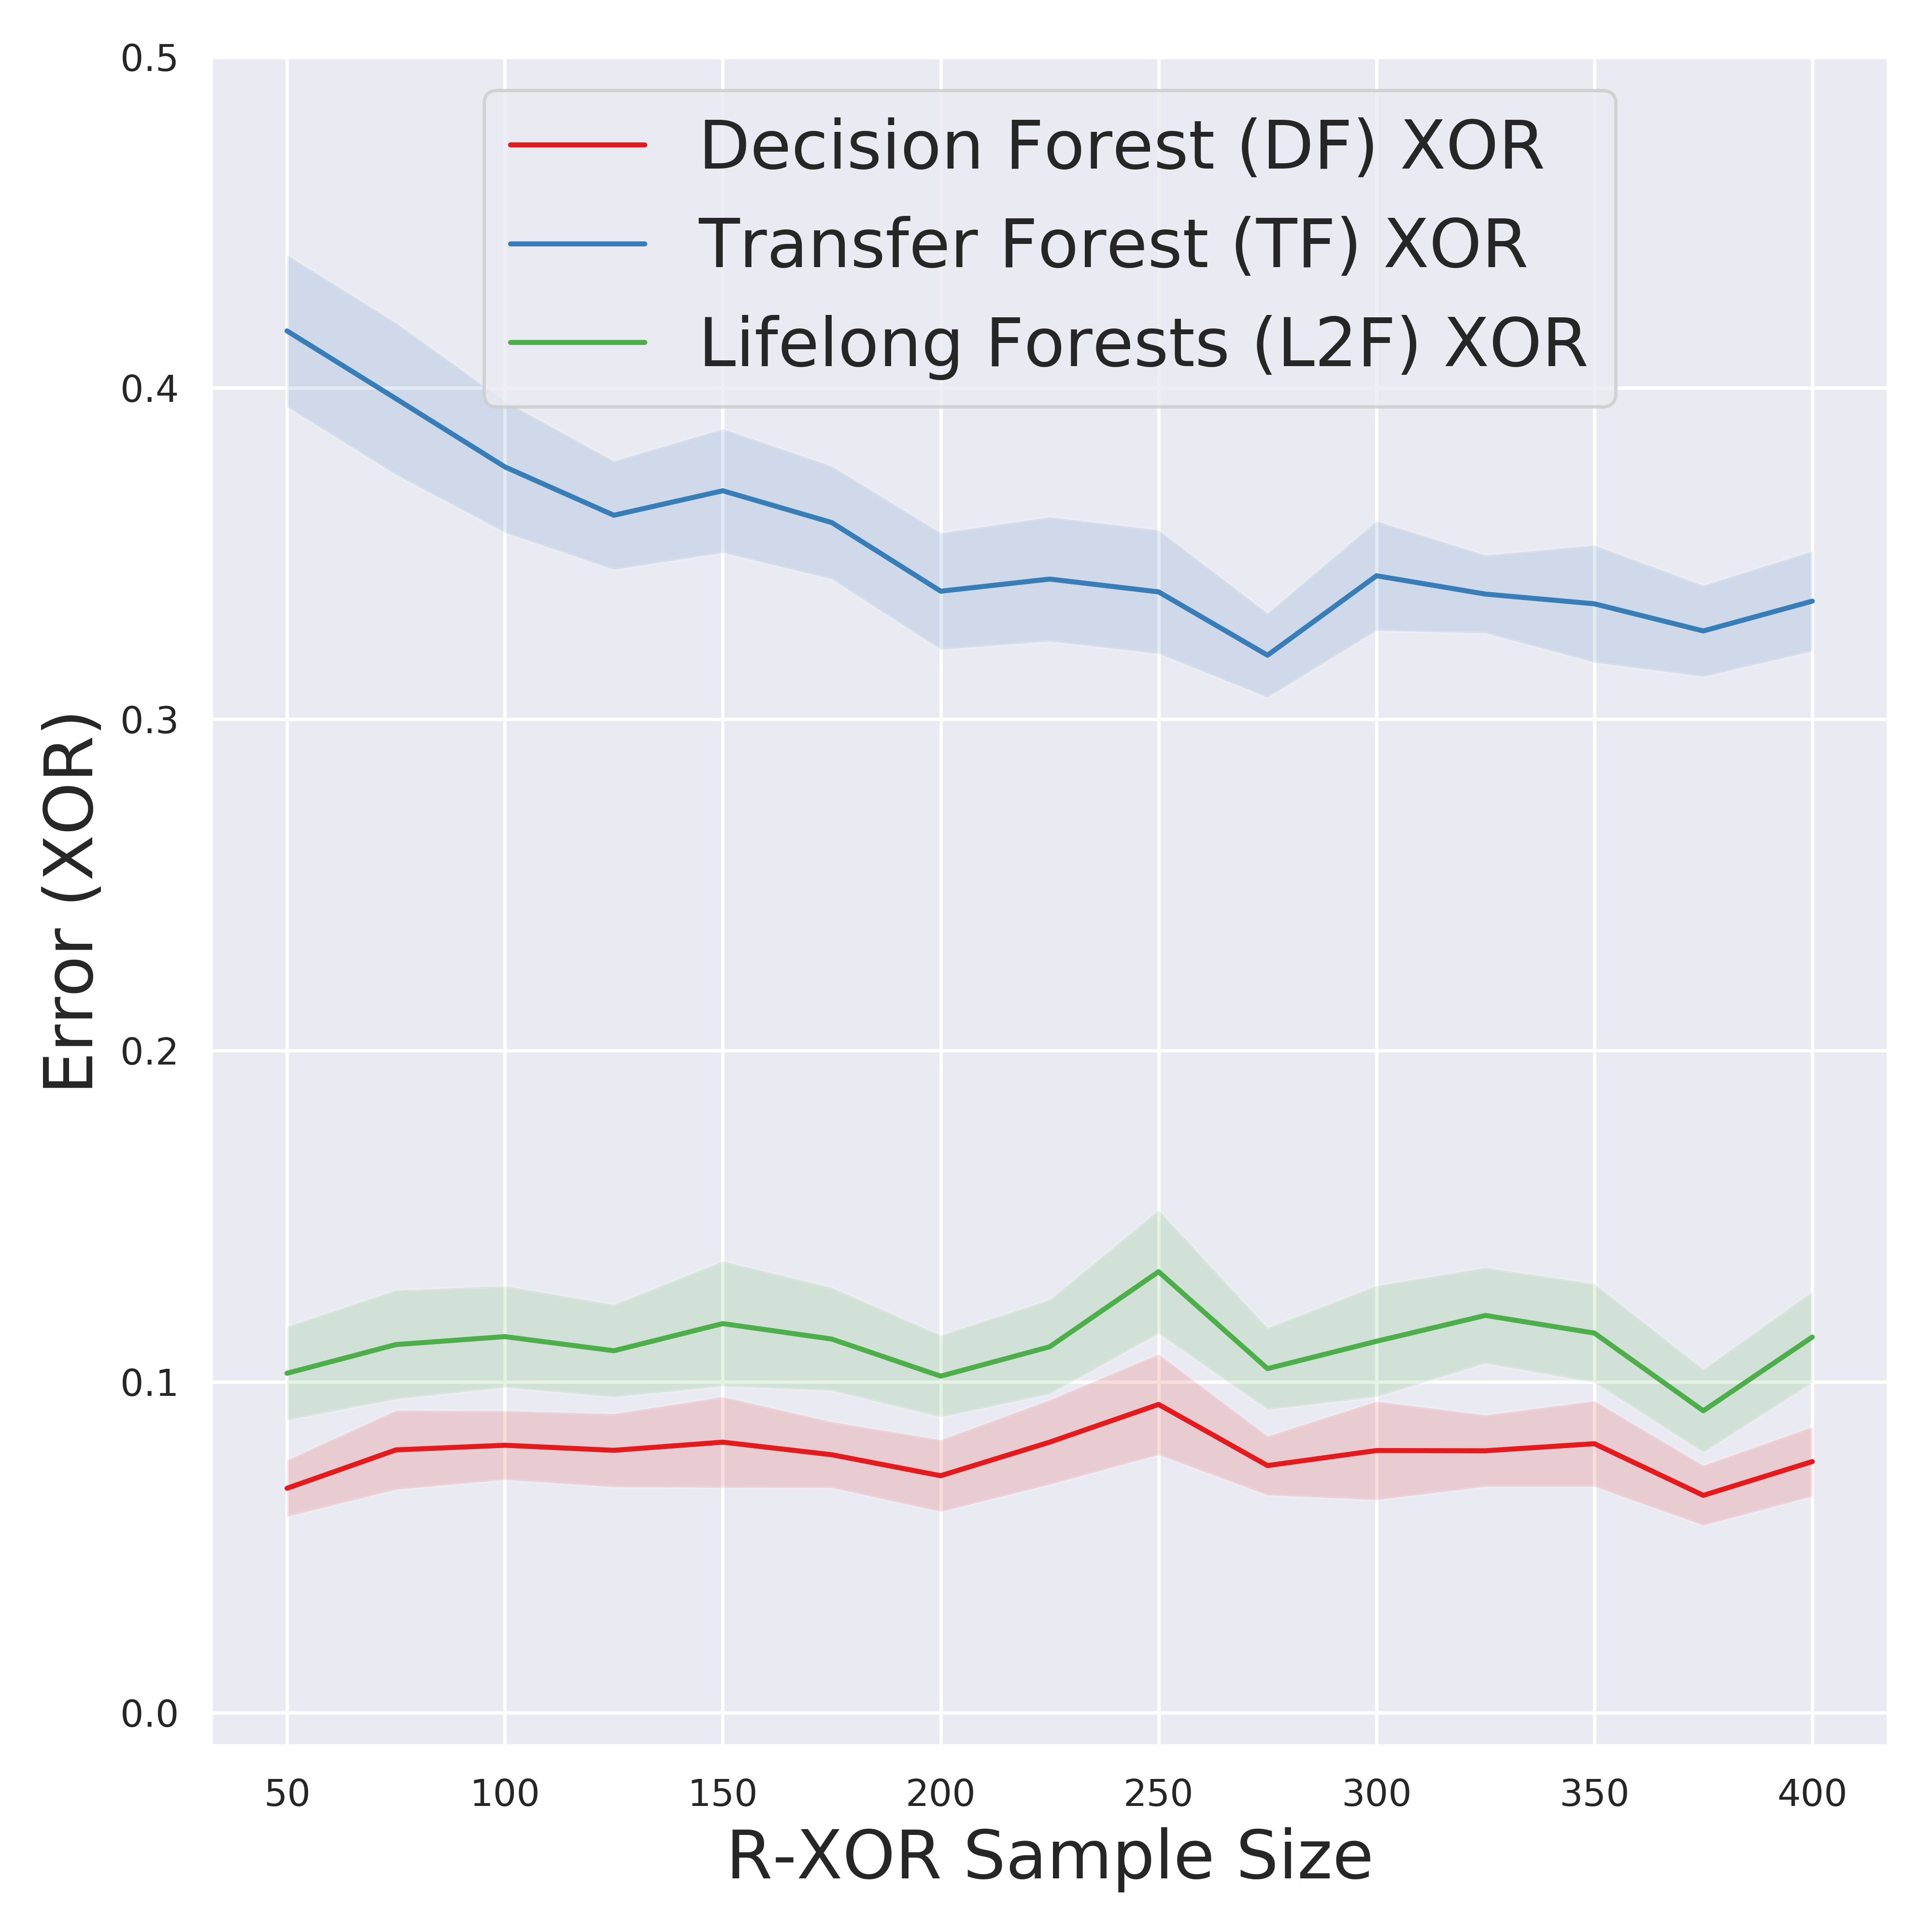 0.5
0.4
0.3
0.2
0.1
0.0
Error (XOR)
Decision Forest (DF) XOR
Transfer Forest (TF) XOR
Lifelong Forests (L2F) XOR
50 100 150 200 250 300 350 400
R-XOR Sample Size